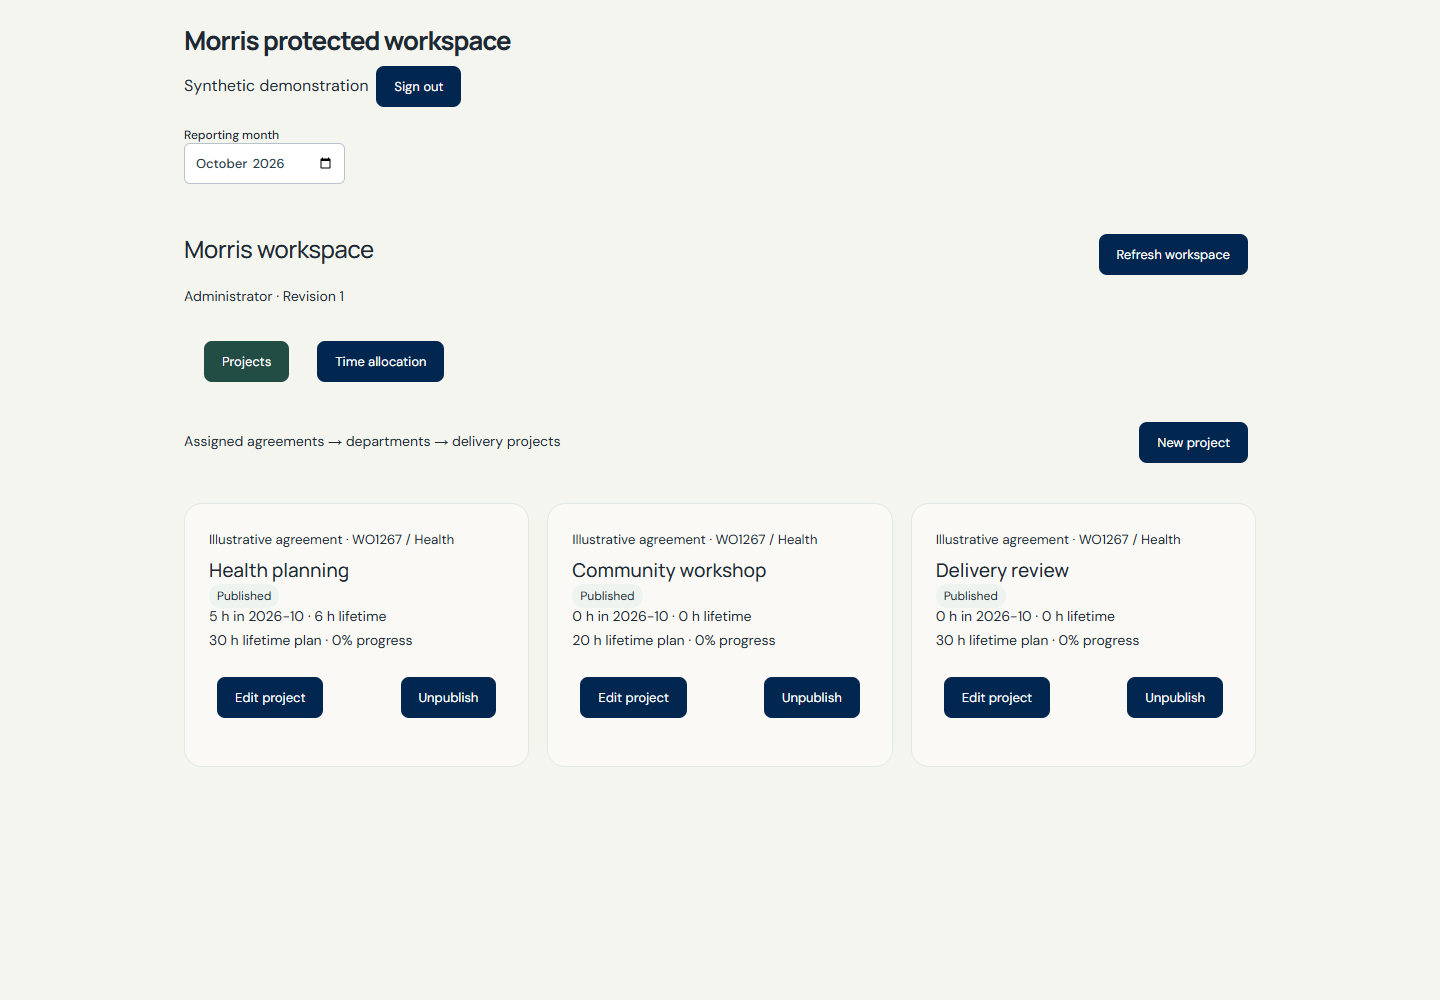 Morris protected workspace
Synthetic demonstration Sign out
Reporting month
October 2026
Morris workspace
Refresh workspace
Administrator · Revision 1
Projects Time allocation
Assigned agreements → departments → delivery projects
New project
Illustrative agreement · WO1267 / Health
Health planning
Published
5 h in 2026-10 · 6 h lifetime
30 h lifetime plan · 0% progress
Edit project Unpublish
Illustrative agreement · WO1267 / Health
Community workshop
Published
0 h in 2026-10 · 0 h lifetime
20 h lifetime plan · 0% progress
Edit project Unpublish
Illustrative agreement · WO1267 / Health
Delivery review
Published
0 h in 2026-10 · 0 h lifetime
30 h lifetime plan · 0% progress
Edit project Unpublish